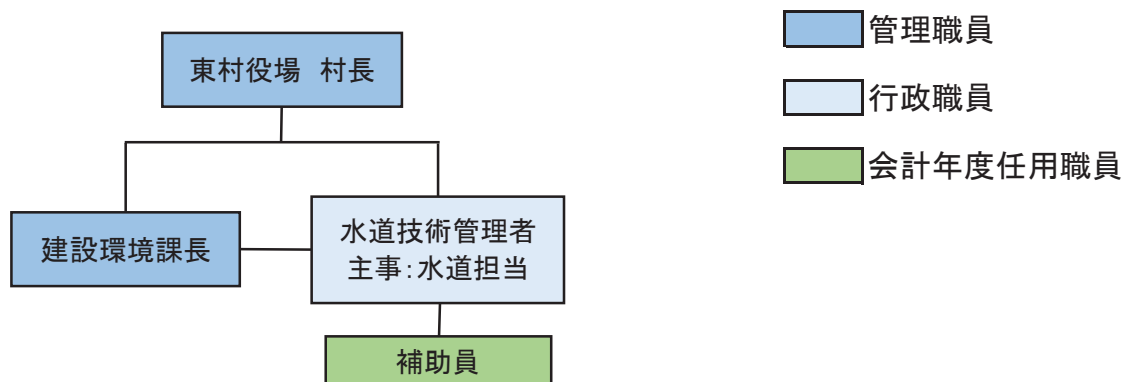 東村役場 村長
建設環境課長
水道技術管理者
主事：水道担当
補助員
管理職員
行政職員
会計年度任用職員